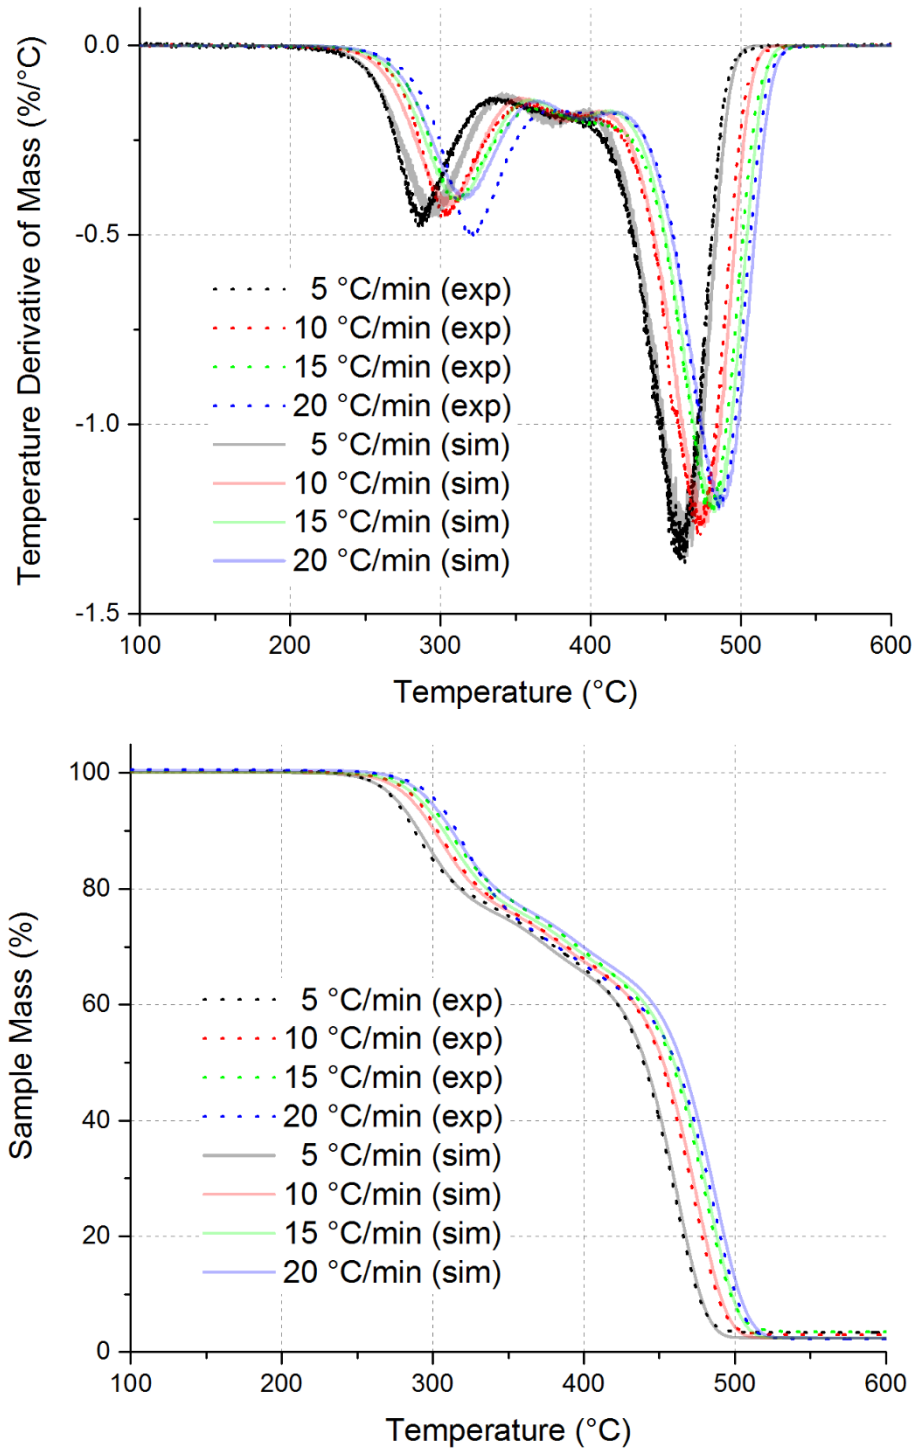 Temperature Derivative of Mass (%/°C)
0.0
-0.5
-1.0
-1.5
5 °C/min (exp)
10 °C/min (exp)
15 °C/min (exp)
20 °C/min (exp)
5 °C/min (sim)
10 °C/min (sim)
15 °C/min (sim)
20 °C/min (sim)
100 200 300 400 500 600
Temperature (°C)
Sample Mass (%)
100
80
60
40
20
0
5 °C/min (exp)
10 °C/min (exp)
15 °C/min (exp)
20 °C/min (exp)
5 °C/min (sim)
10 °C/min (sim)
15 °C/min (sim)
20 °C/min (sim)
100 200 300 400 500 600
Temperature (°C)